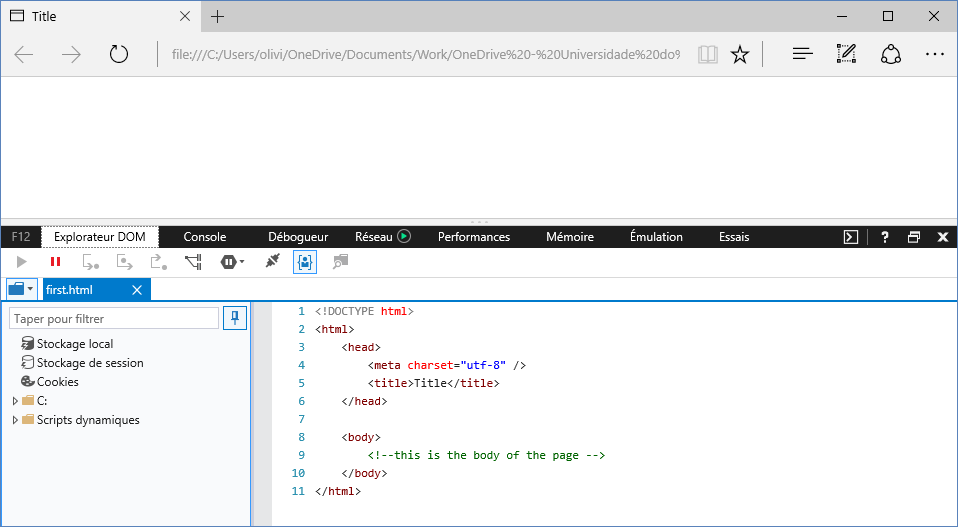 Title
file:///C:/Users/olivi/OneDrive/Documents/Work/OneDrive%20-%20Universidade%20do%
F12 Explorateur DOM Console Débogueur Réseau Performances Mémoire Émulation Essais ?
first.html
Taper pour filtrer
Stockage local
Stockage de session
Cookies
C:
Scripts dynamiques
1 <!DOCTYPE html>
2 <html>
3 <head>
4 <meta charset="utf-8" />
5 <title>Title</title>
6 </head>
7
8 <body>
9 <!--this is the body of the page -->
10 </body>
11 </html>